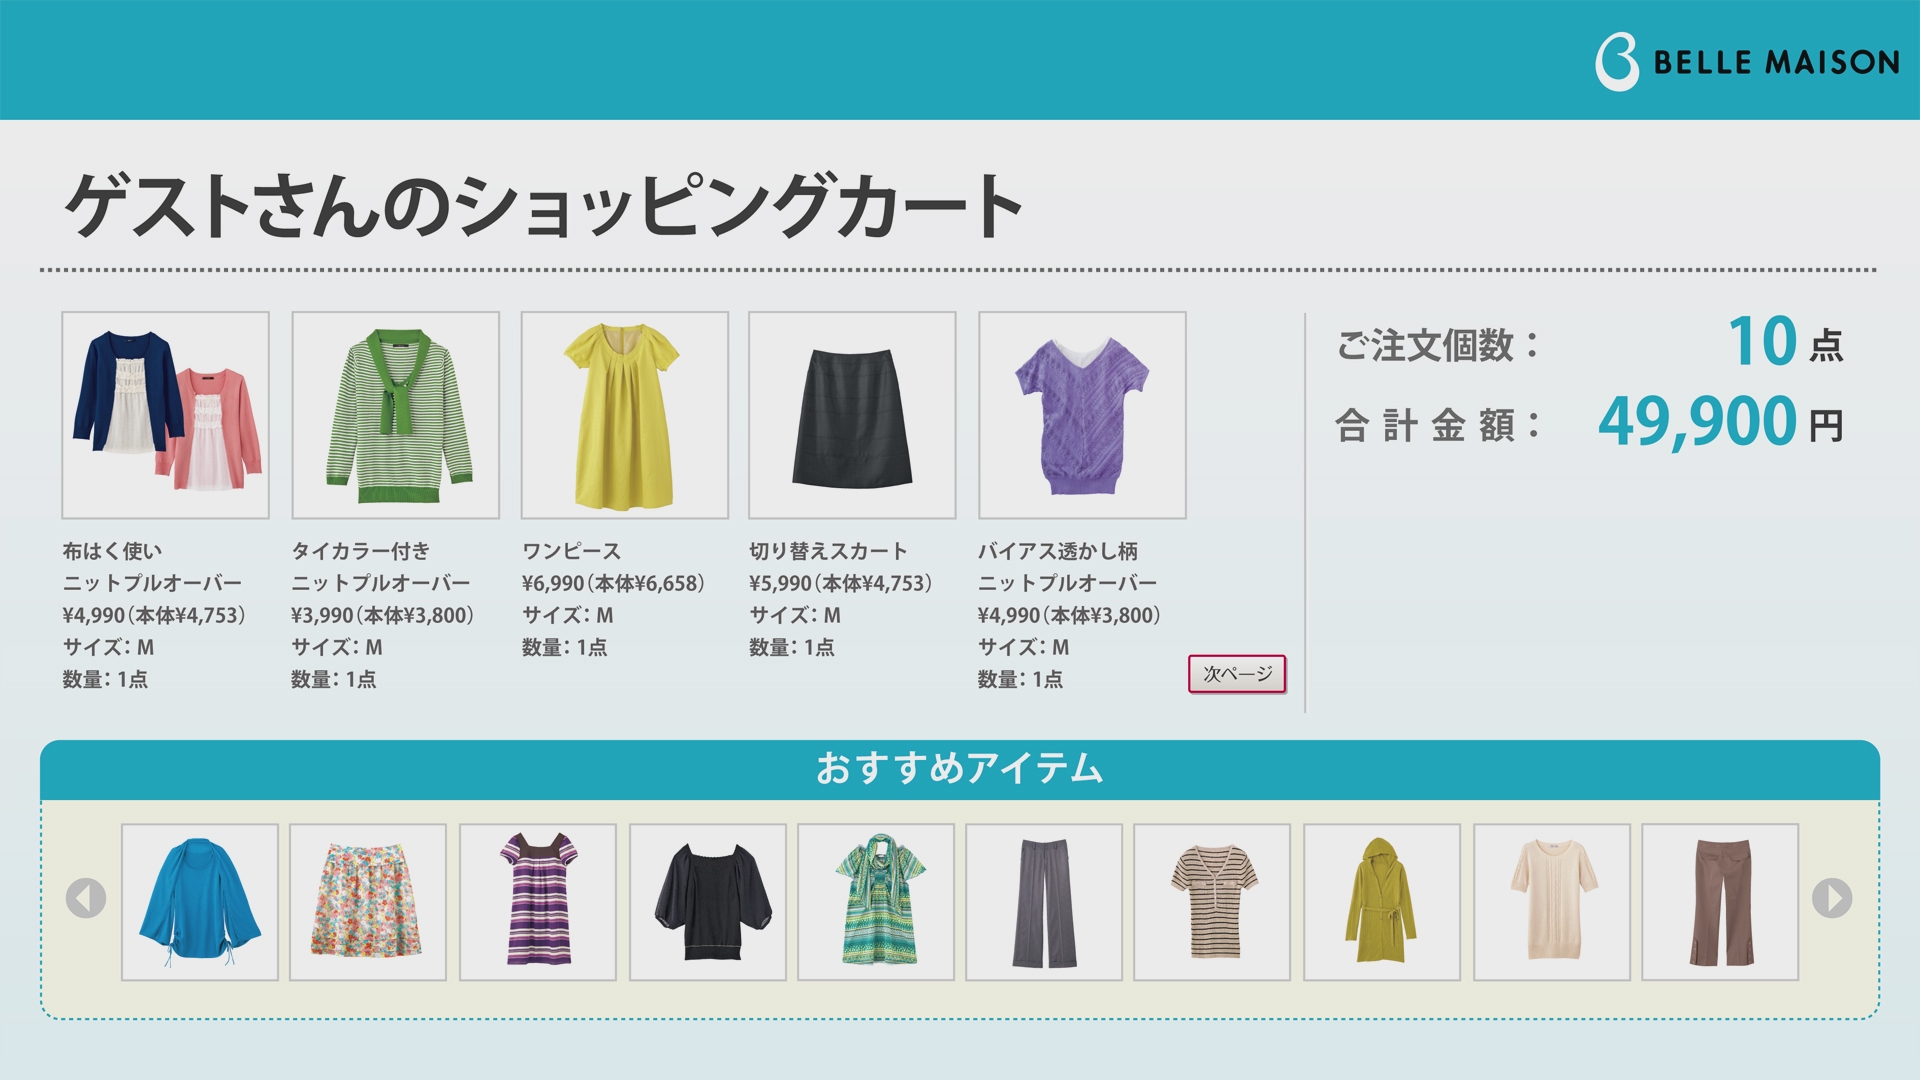 BELLE MAISON
ゲストさんのショッピングカート
布はく使い
ニットプルオーバー
¥4,990(本体¥4,753)
サイズ：M
数量：1点
タイカラー付き
ニットプルオーバー
¥3,990(本体¥3,800)
サイズ：M
数量：1点
ワンピース
¥6,990(本体¥6,658)
サイズ：M
数量：1点
切り替えスカート
¥5,990(本体¥4,753)
サイズ：M
数量：1点
バイアス透かし柄
ニットプルオーバー
¥4,990(本体¥3,800)
サイズ：M
数量：1点
次ページ
ご注文個数： 10 点
合計金額： 49,900 円
おすすめアイテム